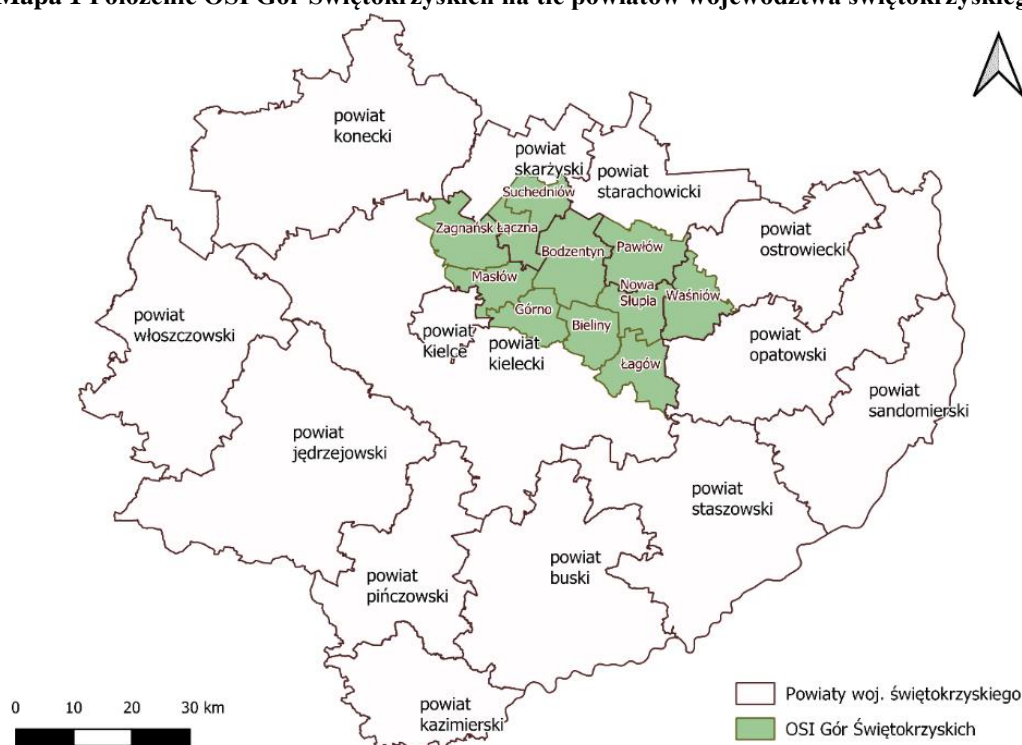 Mapa 1 Położenie OSI Gór Świętokrzyskich na tle powiatów województwa świętokrzyskieg
powiat
konecki
powiat
skarżyski
powiat
starachowicki
Suchedniów
powiat
ostrowiecki
Zagnańsk
Łączna
Bodzentyn
Pawłów
Masłów
Nowa
Słupia
Waśniów
Górno
Bieliny
powiat
włoszczowski
powiat
Kielce
powiat
kielecki
Łagów
powiat
opatowski
powiat
sandomierski
powiat
jędrzejowski
powiat
staszowski
powiat
pińczowski
powiat
buski
powiat
kazimierski
0 10 20 30 km
Powiaty woj. świętokrzyskiego
OSI Gór Świętokrzyskich